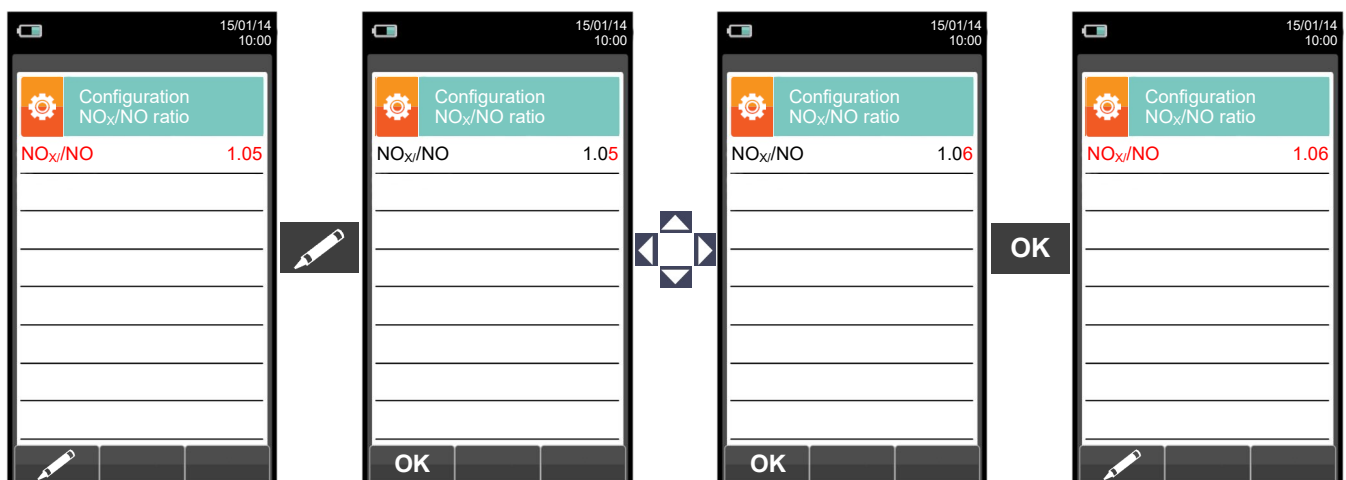 15/01/14
10:00
Configuration
NOX/NO ratio
NOX//NO 1.05
OK
15/01/14
10:00
Configuration
NOX/NO ratio
NOX//NO 1.05
15/01/14
10:00
Configuration
NOX/NO ratio
NOX//NO 1.06
OK
OK
15/01/14
10:00
Configuration
NOX/NO ratio
NOX//NO 1.06